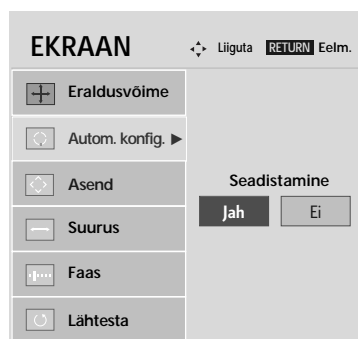 EKRAAN
Liiguta RETURN Eelm.
Eraldusvõime
Autom. konfig. ►
Asend
Suurus
Faas
Lähtesta
Seadistamine
Jah Ei